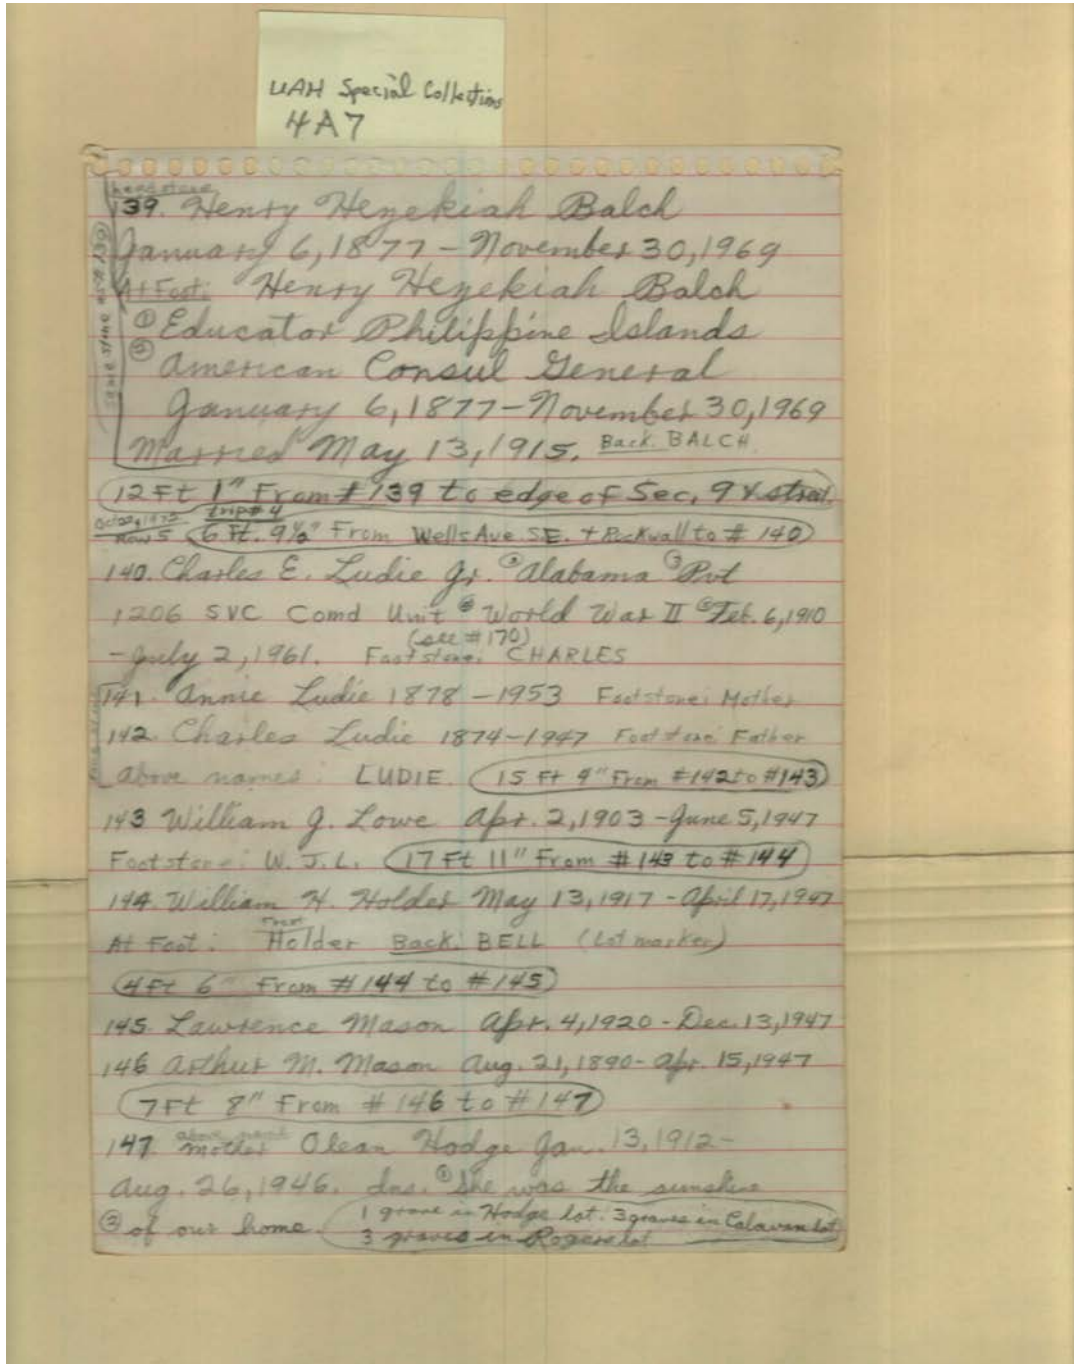 UAH Special Collections
4A7
headstone
139. Henry Hezekiah Balch
January 6, 1877 - November 30, 1969
At Foot: Henry Hezekiah Balch
① Educator Philippine Islands
② American Consul General
January 6, 1877 - November 30, 1969
Married May 13, 1915. Back: BALCH
same stone as #139
12 Ft 1" From #139 to edge of Sec. 9 street.
Oct 22, 1972 trip #4
Row 5 6 Ft. 9½" From Wells Ave. S.E. + Rockwall to # 140
140. Charles E. Ludie Jr. ② Alabama ③ Pvt
1206 SVC Comd Unit ④ World War II ⑤ Feb. 6, 1910
(see #170)
- July 2, 1961. Footstone: CHARLES
141. Annie Ludie 1878 - 1953 Footstone: Mother
142. Charles Ludie 1874 - 1947 Footstone: Father
above names: LUDIE. 15 Ft 4" From #142 to #143
143 William J. Lowe Apr. 2, 1903 - June 5, 1947
Footstone: W. J. L. 17 Ft 11" From #143 to #144
144. William H. Holder May 13, 1917 - April 17, 1947
At Foot: Front Holder Back: BELL (Lot marker)
4 Ft 6" From #144 to #145
145. Lawrence Mason Apr. 4, 1920 - Dec. 13, 1947
146 Arthur M. Mason Aug. 21, 1890 - Apr. 15, 1947
7 Ft 8" From #146 to #147
above name
147. Mother Olean Hodge Jan. 13, 1912 -
Aug. 26, 1946. Ins. ① She was the sunshine
② of our home. 1 grave in Hodge lot. 3 graves in Calavan lot
3 graves in Rogers lot